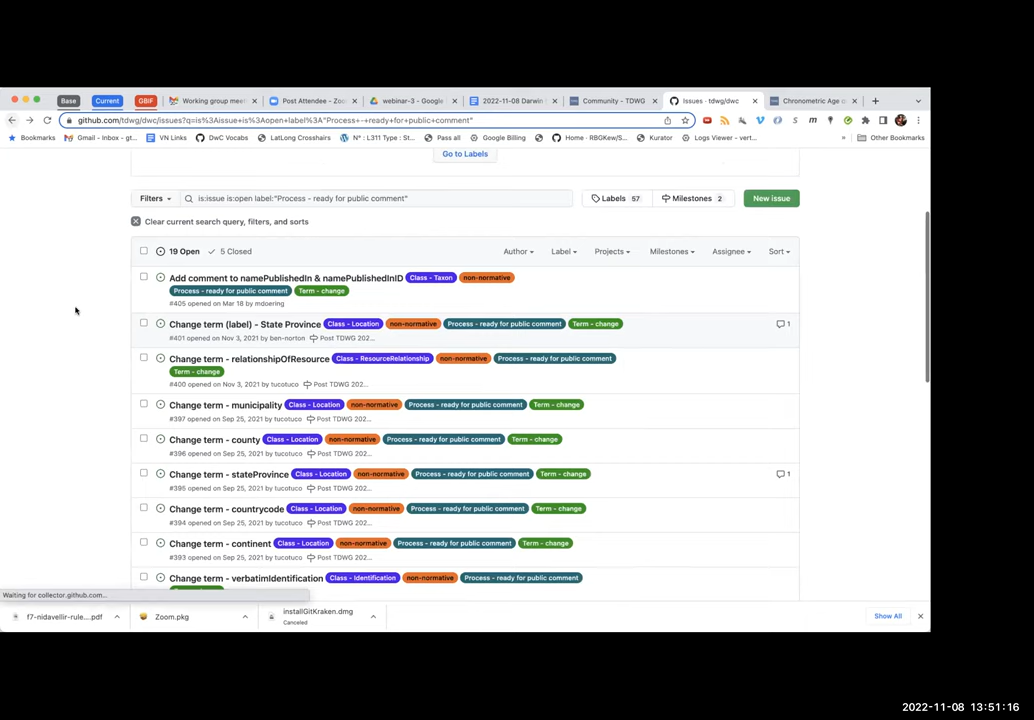 Base Current GBIF Working group mee Post Attendee - Zoo webinar-3 - Google 2022-11-08 Darwin Community - TDWG Issues · tdwg/dwc Chronometric Age
github.com/tdwg/dwc/issues?q=is%3Aissue+is%3Aopen+label%3A"Process+-+ready+for+public+comment"
Bookmarks Gmail - Inbox - gt... VN Links DwC Vocabs LatLong Crosshairs N° : L311 Type : St... Pass all Google Billing Home · RBGKew/S... Kurator Logs Viewer - vert... » Other Bookmarks
Go to Labels
Filters is:issue is:open label:"Process - ready for public comment" Labels 57 Milestones 2 New issue
Clear current search query, filters, and sorts
19 Open 5 Closed Author Label Projects Milestones Assignee Sort
Add comment to namePublishedIn & namePublishedInID Class - Taxon non-normative
Process - ready for public comment Term - change
#405 opened on Mar 18 by mdoering
Change term (label) - State Province Class - Location non-normative Process - ready for public comment Term - change 1
#401 opened on Nov 3, 2021 by ben-norton Post TDWG 202...
Change term - relationshipOfResource Class - ResourceRelationship non-normative Process - ready for public comment
Term - change
#400 opened on Nov 3, 2021 by tucotuco Post TDWG 202...
Change term - municipality Class - Location non-normative Process - ready for public comment Term - change
#397 opened on Sep 25, 2021 by tucotuco Post TDWG 202...
Change term - county Class - Location non-normative Process - ready for public comment Term - change
#396 opened on Sep 25, 2021 by tucotuco Post TDWG 202...
Change term - stateProvince Class - Location non-normative Process - ready for public comment Term - change 1
#395 opened on Sep 25, 2021 by tucotuco Post TDWG 202...
Change term - countrycode Class - Location non-normative Process - ready for public comment Term - change
#394 opened on Sep 25, 2021 by tucotuco Post TDWG 202...
Change term - continent Class - Location non-normative Process - ready for public comment Term - change
#393 opened on Sep 25, 2021 by tucotuco Post TDWG 202...
Change term - verbatimIdentification Class - Identification non-normative Process - ready for public comment
Waiting for collector.github.com...
f7-nidavellir-rule....pdf Zoom.pkg installGitKraken.dmg Show All
Canceled
2022-11-08 13:51:16